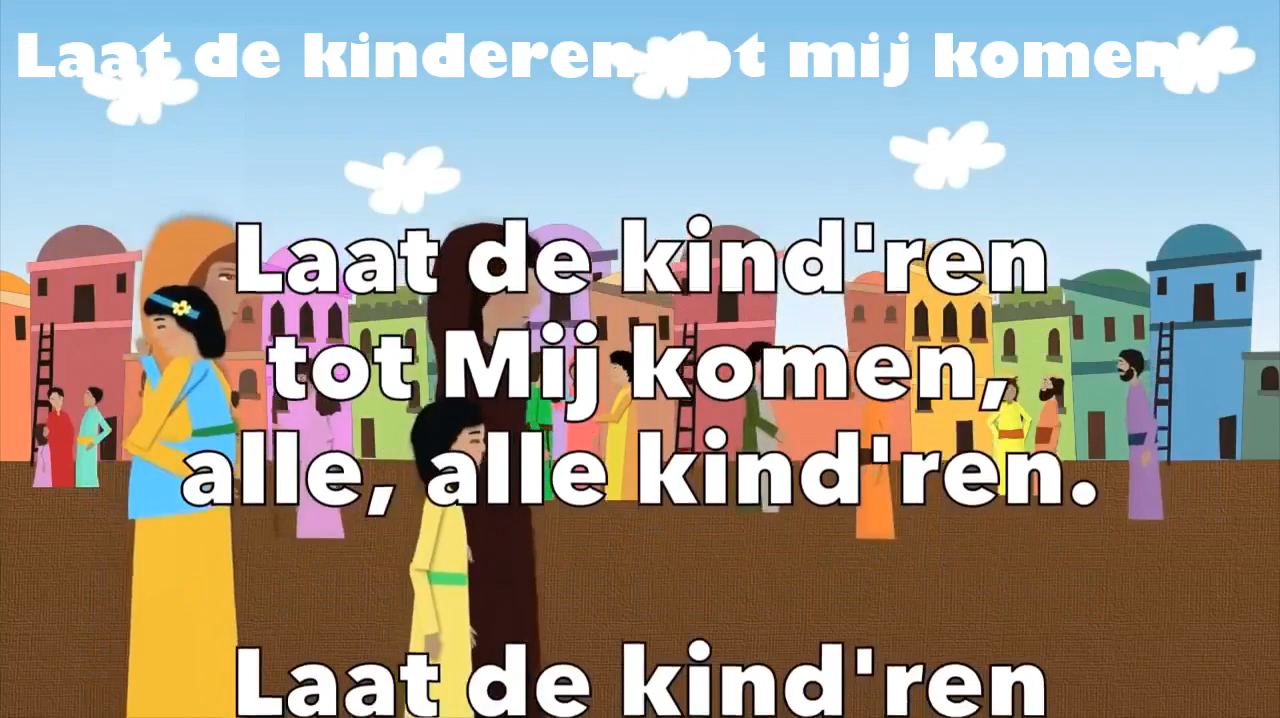 Laat de kinderen tot mij komen
Laat de kind'ren
tot Mij komen,
alle, alle kind'ren.
Laat de kind'ren